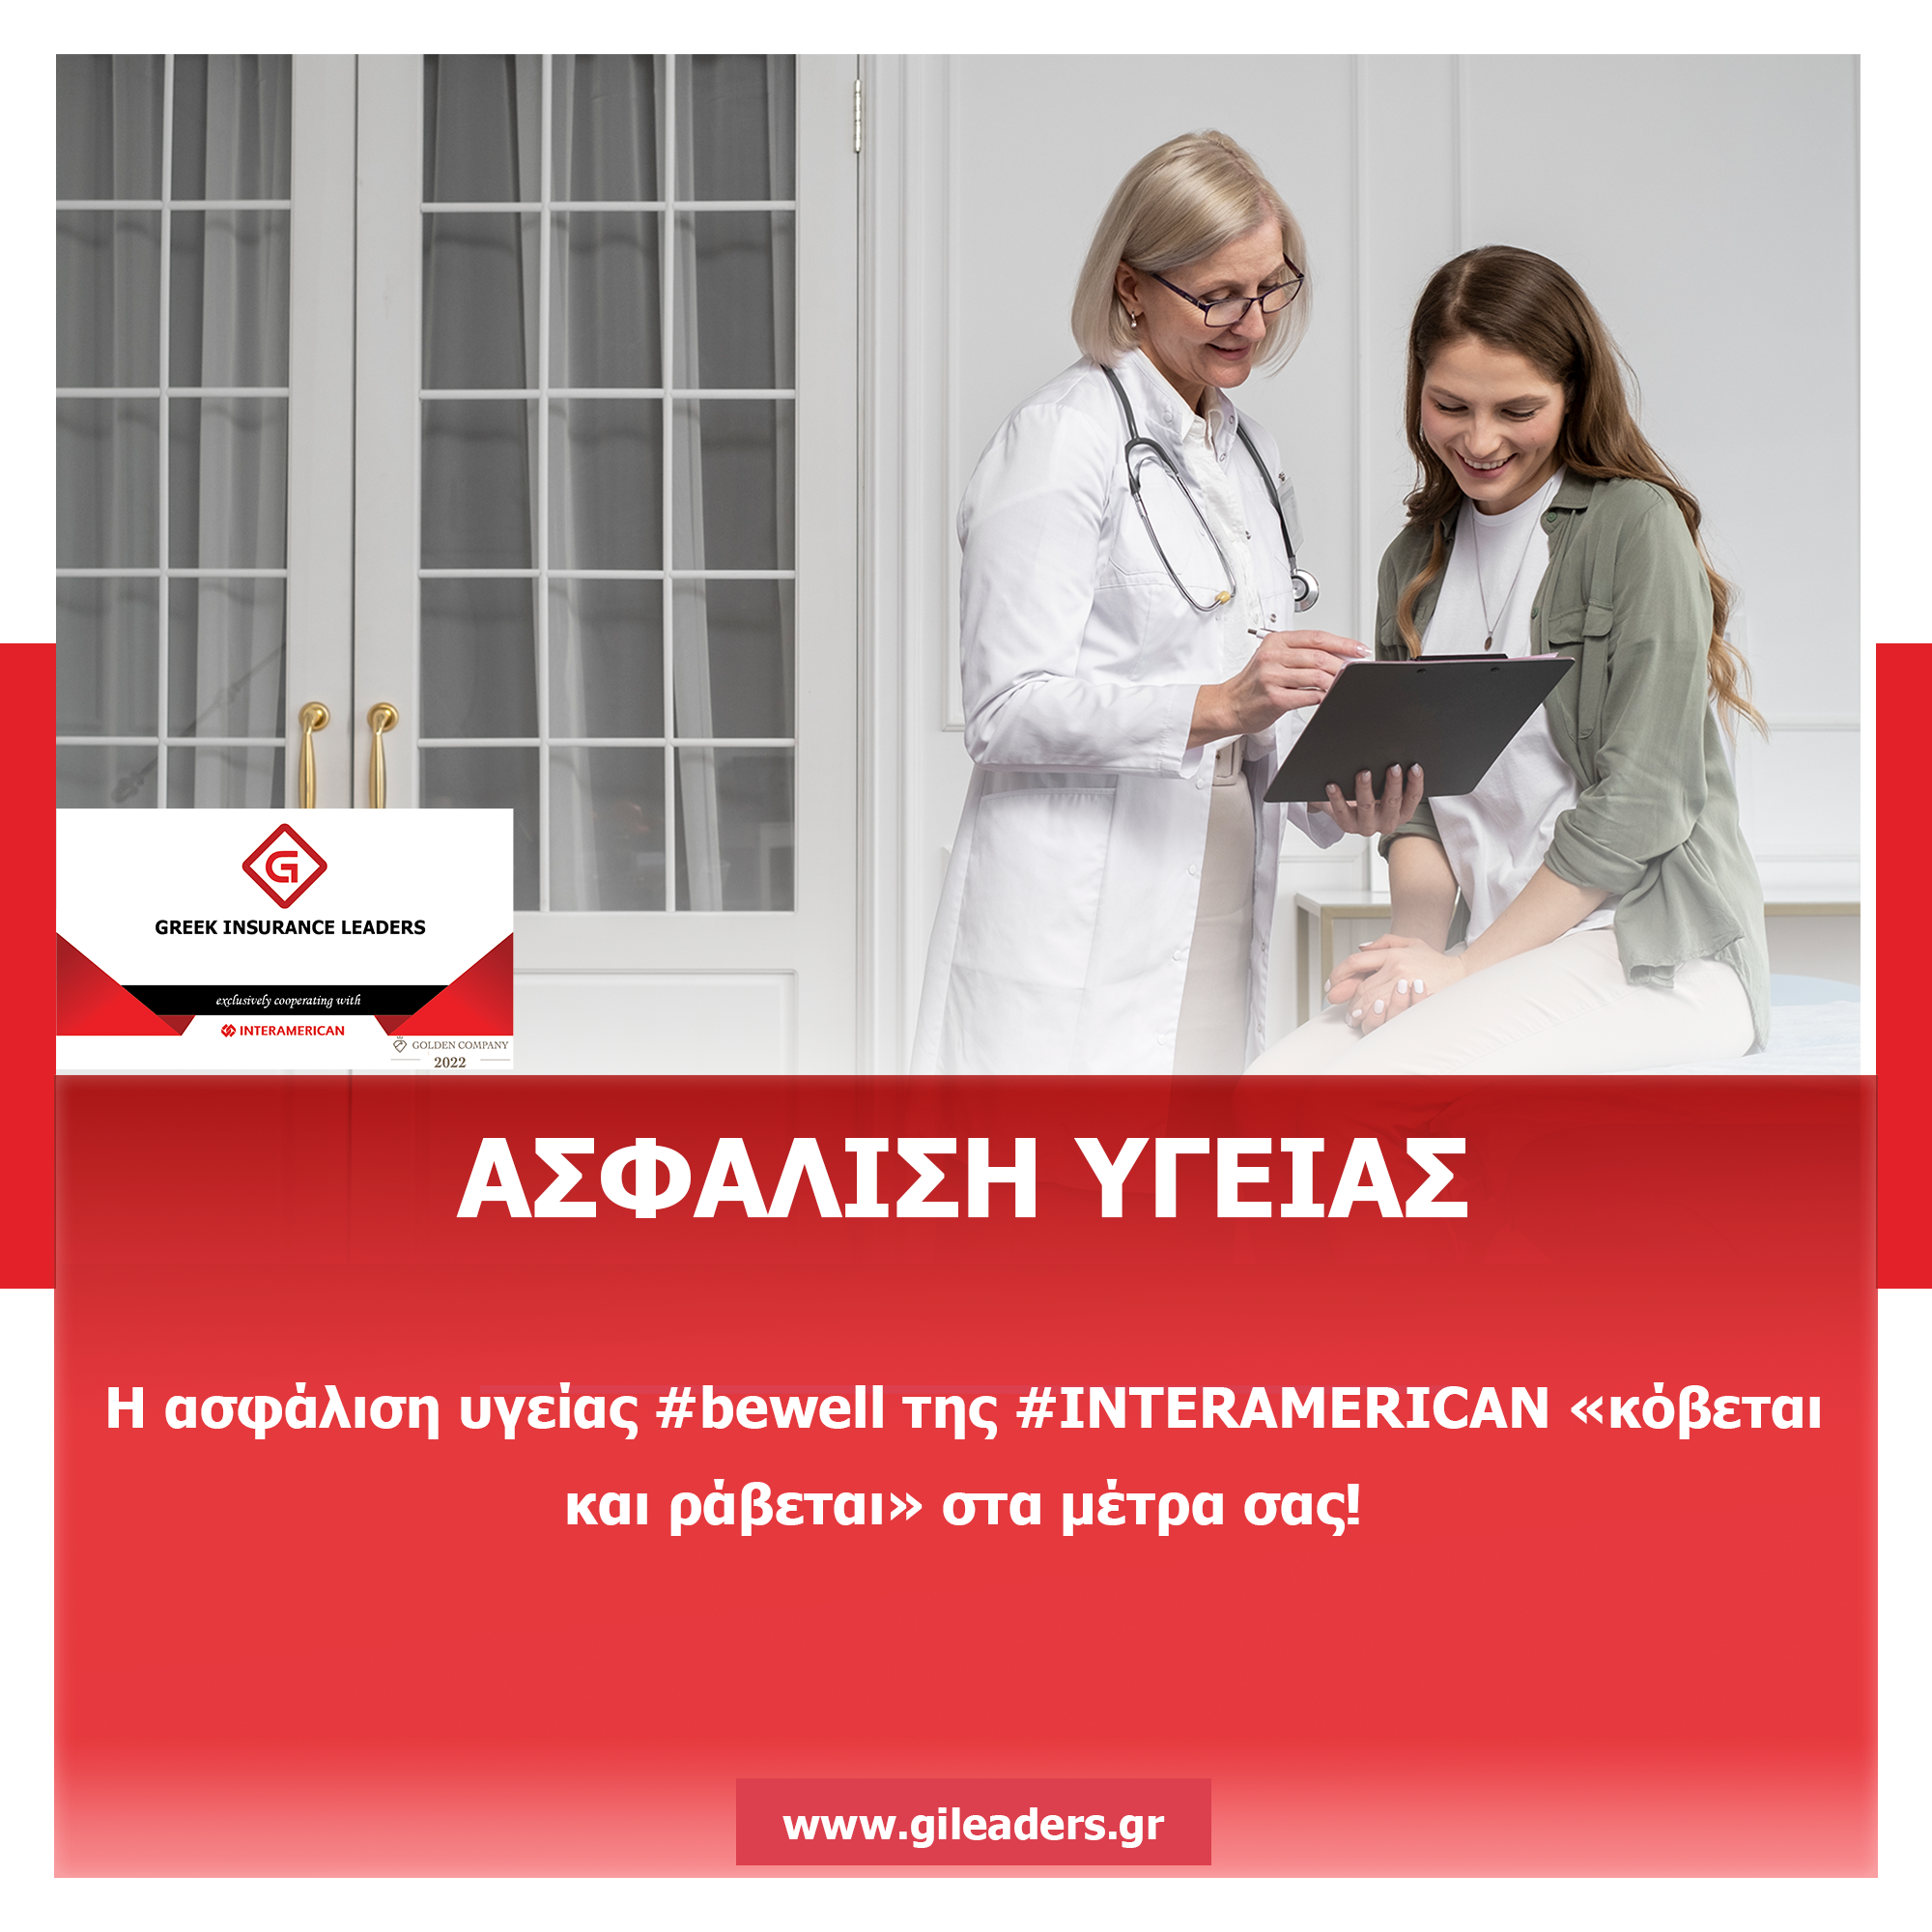 GREEK INSURANCE LEADERS
exclusively cooperating with
INTERAMERICAN
GOLDEN COMPANY
2022
ΑΣΦΑΛΙΣΗ ΥΓΕΙΑΣ
Η ασφάλιση υγείας #bewell της #INTERAMERICAN «κόβεται
και ράβεται» στα μέτρα σας!
www.gileaders.gr